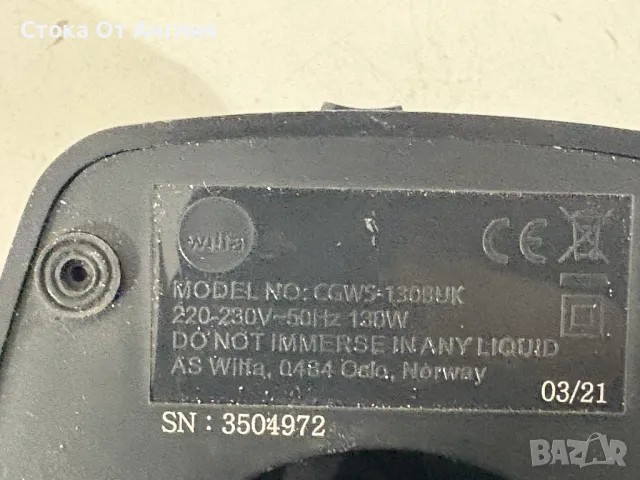 Стока От Англия
wilfa
MODEL NO: CGWS-130BUK
220-230V~50Hz 130W
DO NOT IMMERSE IN ANY LIQUID
AS Wilfa, 0484 Oslo, Norway
03/21
SN : 3504972
BAZAR